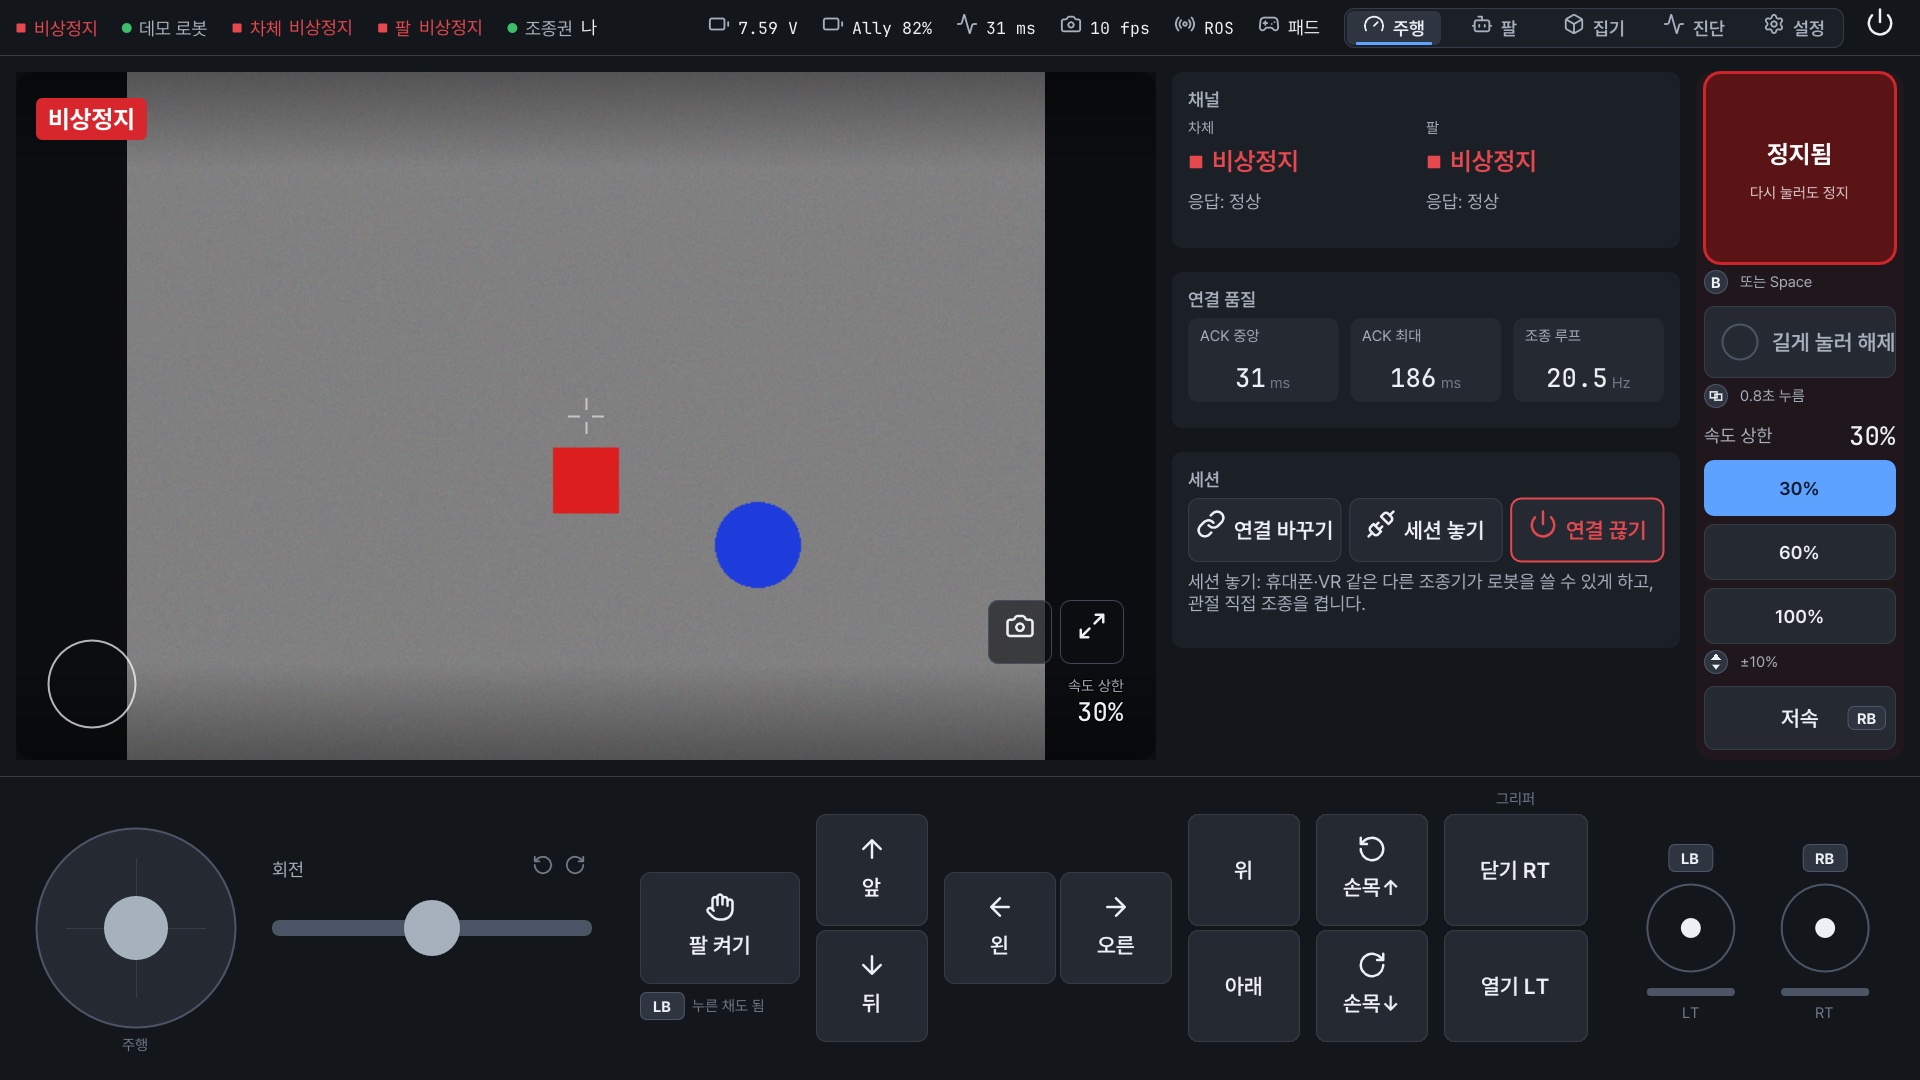 비상정지 데모 로봇 차체 비상정지 팔 비상정지 조종권 나 7.59 V Ally 82% 31 ms 10 fps ROS 패드 주행 팔 집기 진단 설정
비상정지
속도 상한
30%
채널
차체 팔
비상정지 비상정지
응답: 정상 응답: 정상
연결 품질
ACK 중앙 ACK 최대 조종 루프
31 ms 186 ms 20.5 Hz
세션
연결 바꾸기 세션 놓기 연결 끊기
세션 놓기: 휴대폰·VR 같은 다른 조종기가 로봇을 쓸 수 있게 하고,
관절 직접 조종을 켭니다.
정지됨
다시 눌러도 정지
B 또는 Space
길게 눌러 해제
0.8초 누름
속도 상한 30%
30%
60%
100%
±10%
저속 RB
주행
회전
팔 켜기
LB 누른 채도 됨
앞
뒤
왼 오른
위
아래
손목↑
손목↓
그리퍼
닫기 RT
열기 LT
LB RB
LT RT